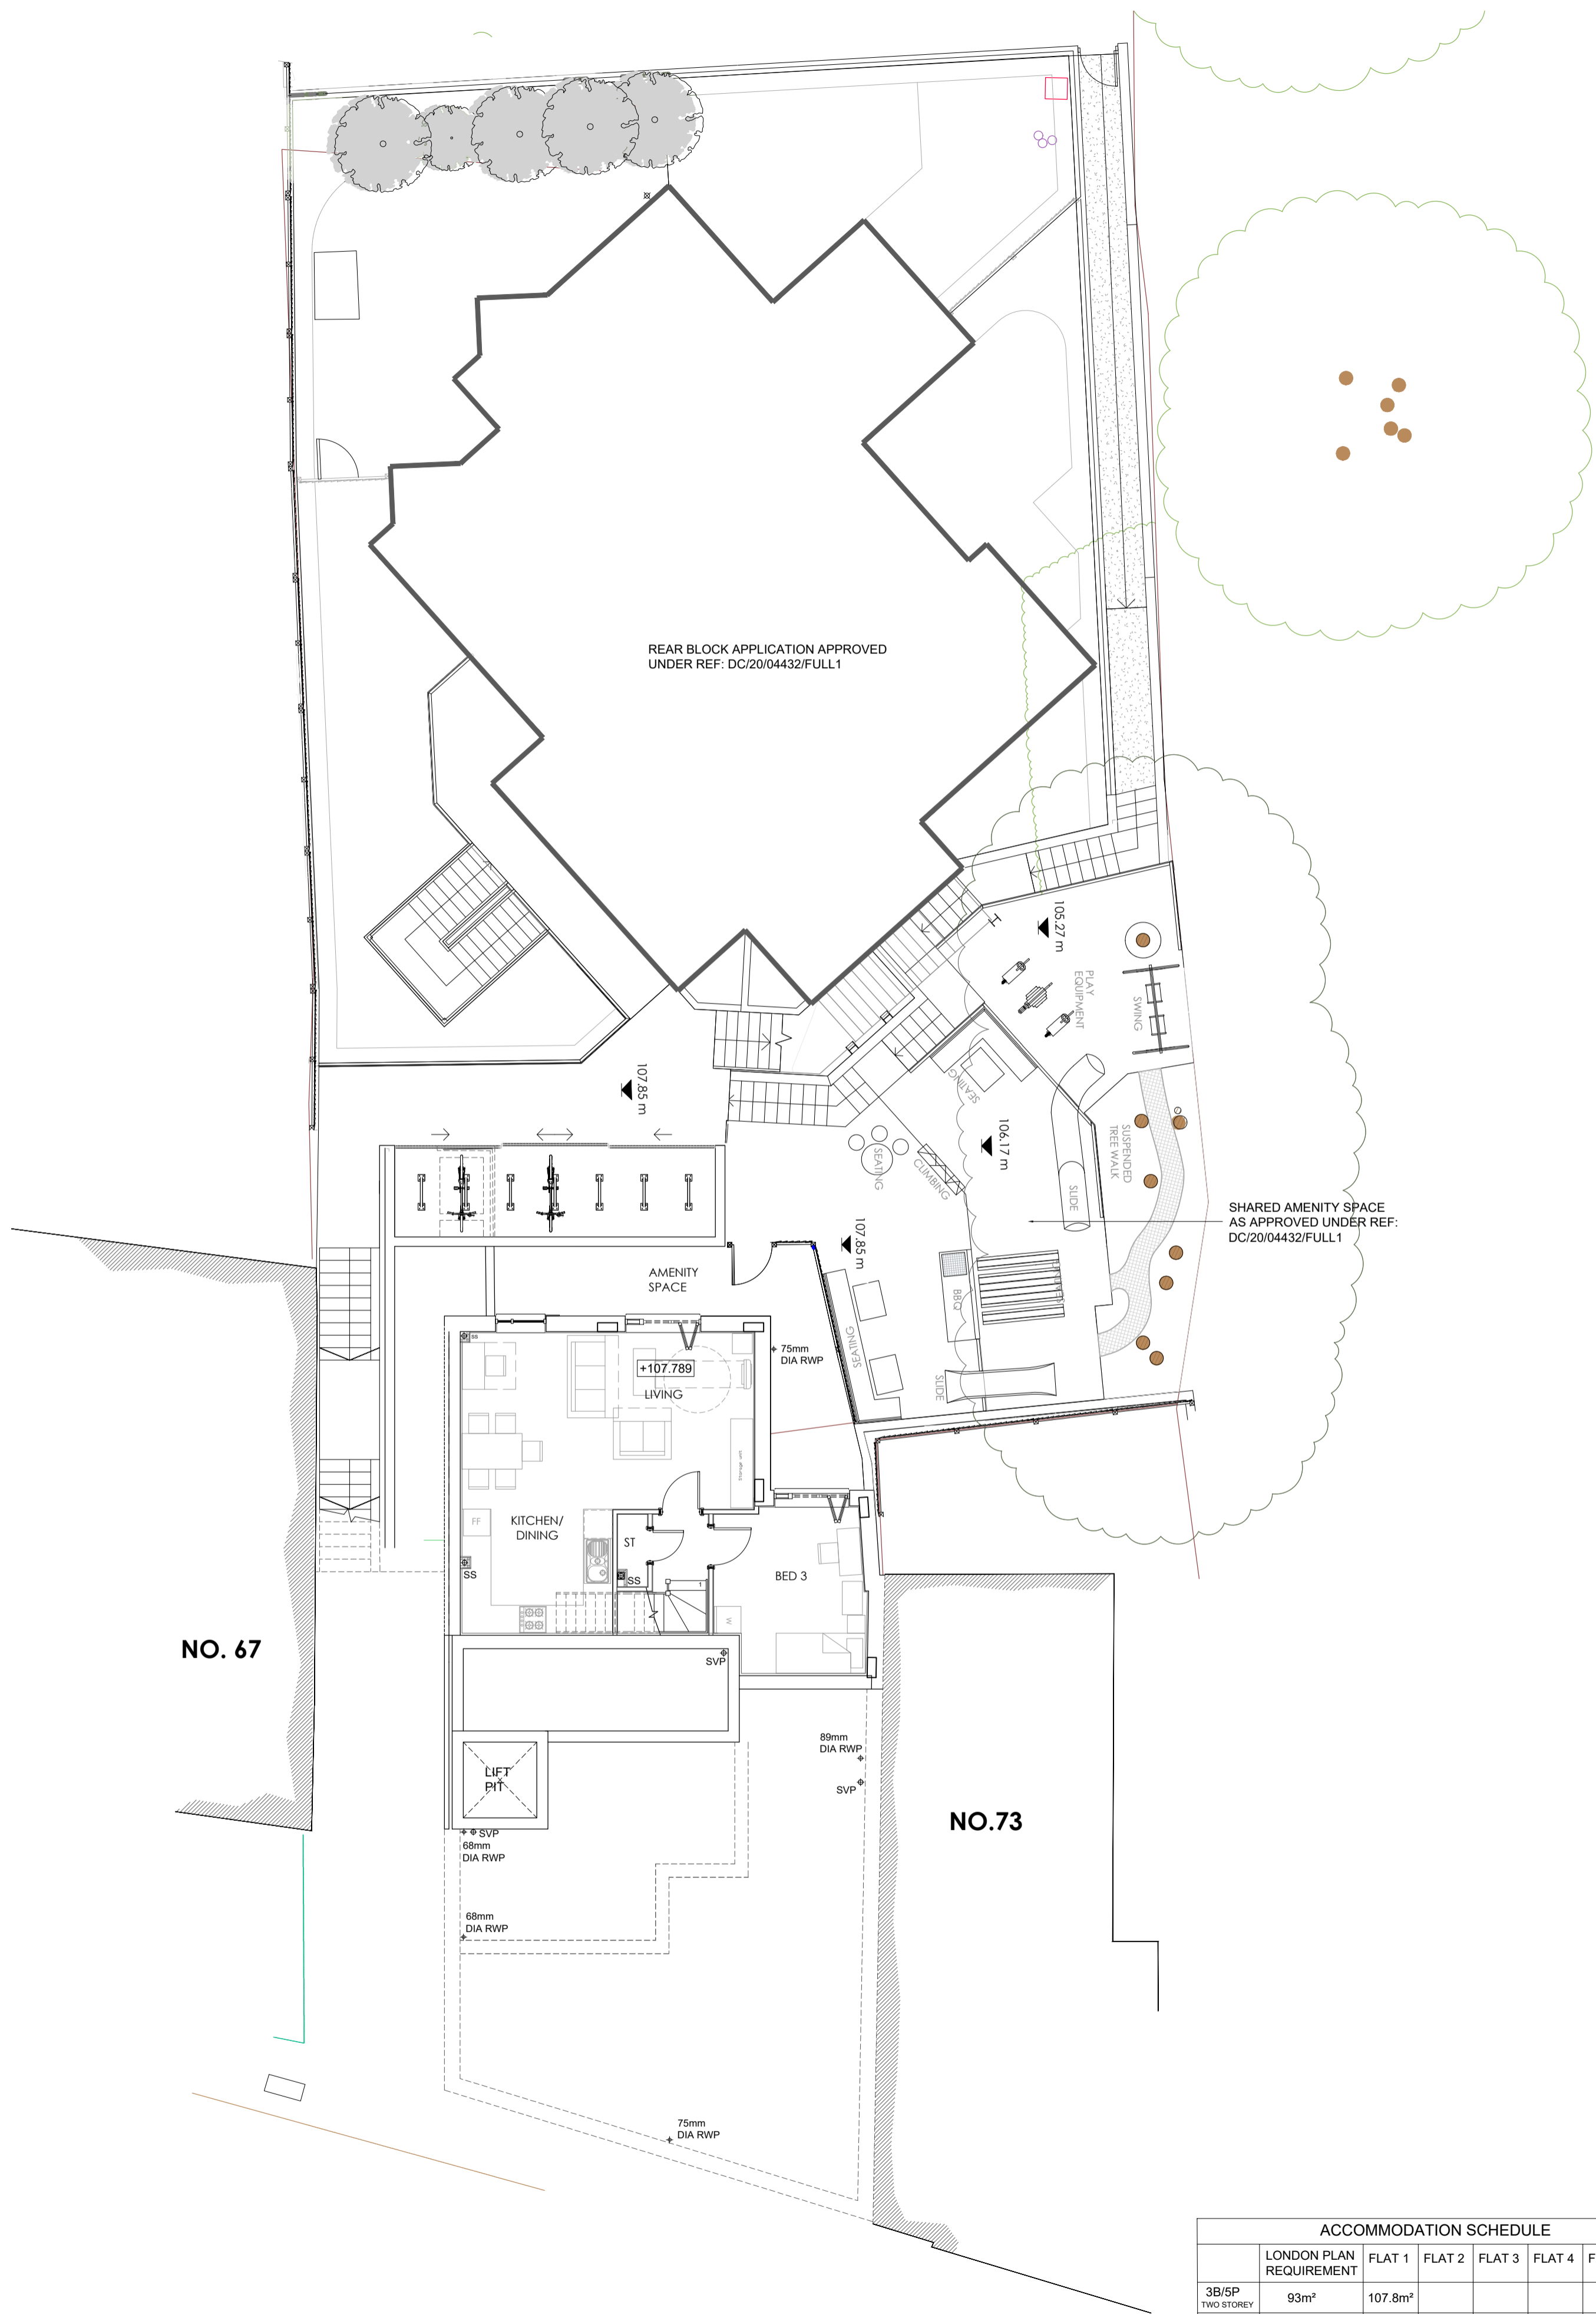 REAR BLOCK APPLICATION APPROVED
UNDER REF: DC/20/04432/FULL1
105.27 m
PLAY
EQUIPMENT
SWING
107.85 m
SEATING
106.17 m
SUSPENDED
TREE WALK
SEATING
CLIMBING
SLIDE
SHARED AMENITY SPACE
AS APPROVED UNDER REF:
DC/20/04432/FULL1
107.85 m
AMENITY
SPACE
BBQ
SEATING
SS
75mm
DIA RWP
+107.789
LIVING
SLIDE
Storage unit
FF
KITCHEN/
DINING
ST
SS
SS
1
BED 3
W
NO. 67
SVP
89mm
DIA RWP
LIFT
PIT
SVP
NO.73
SVP
68mm
DIA RWP
68mm
DIA RWP
75mm
DIA RWP
ACCOMMODATION SCHEDULE
LONDON PLAN
REQUIREMENT
FLAT 1
FLAT 2
FLAT 3
FLAT 4
F
3B/5P
TWO STOREY
93m²
107.8m²